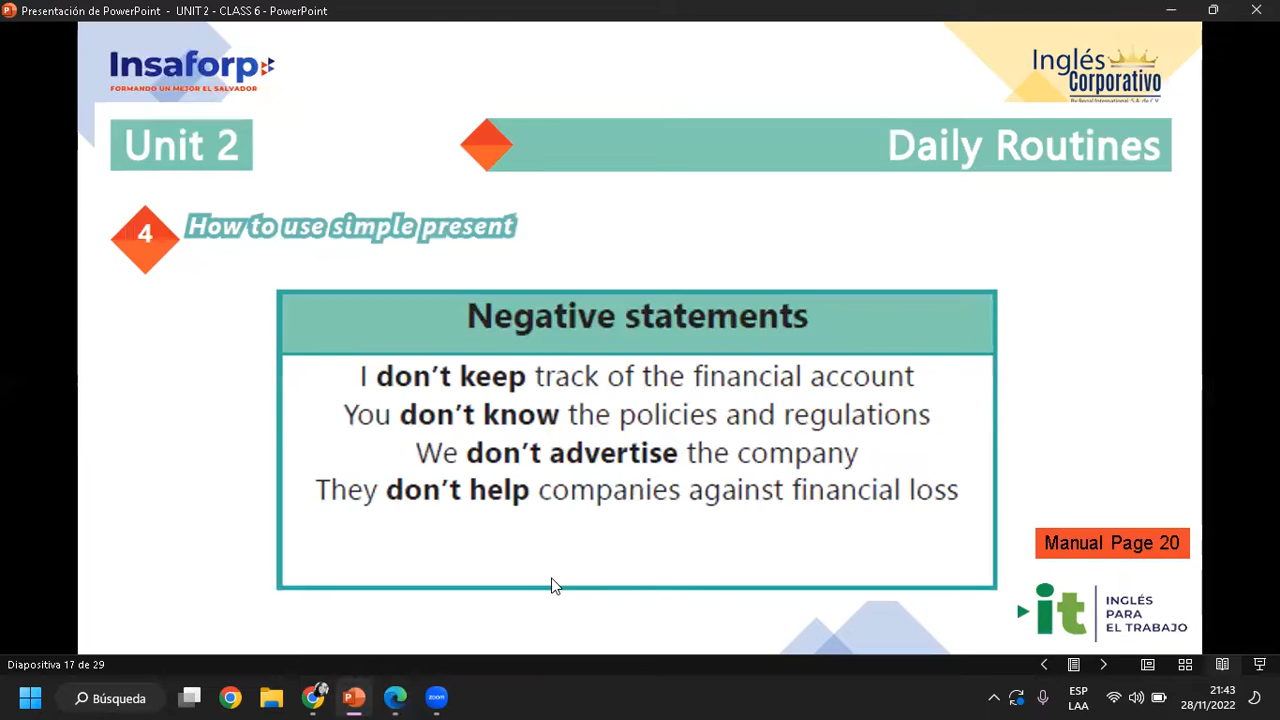 Presentación de PowerPoint - UNIT 2 - CLASS 6 - PowerPoint
Insaforp
FORMANDO UN MEJOR EL SALVADOR
Inglés
Corporativo
Unit 2
Daily Routines
4
How to use simple present
Negative statements
I don't keep track of the financial account
You don't know the policies and regulations
We don't advertise the company
They don't help companies against financial loss
Manual Page 20
it
INGLÉS
PARA
EL TRABAJO
Diapositiva 17 de 29
Búsqueda
zoom
ESP
LAA
21:43
28/11/2022